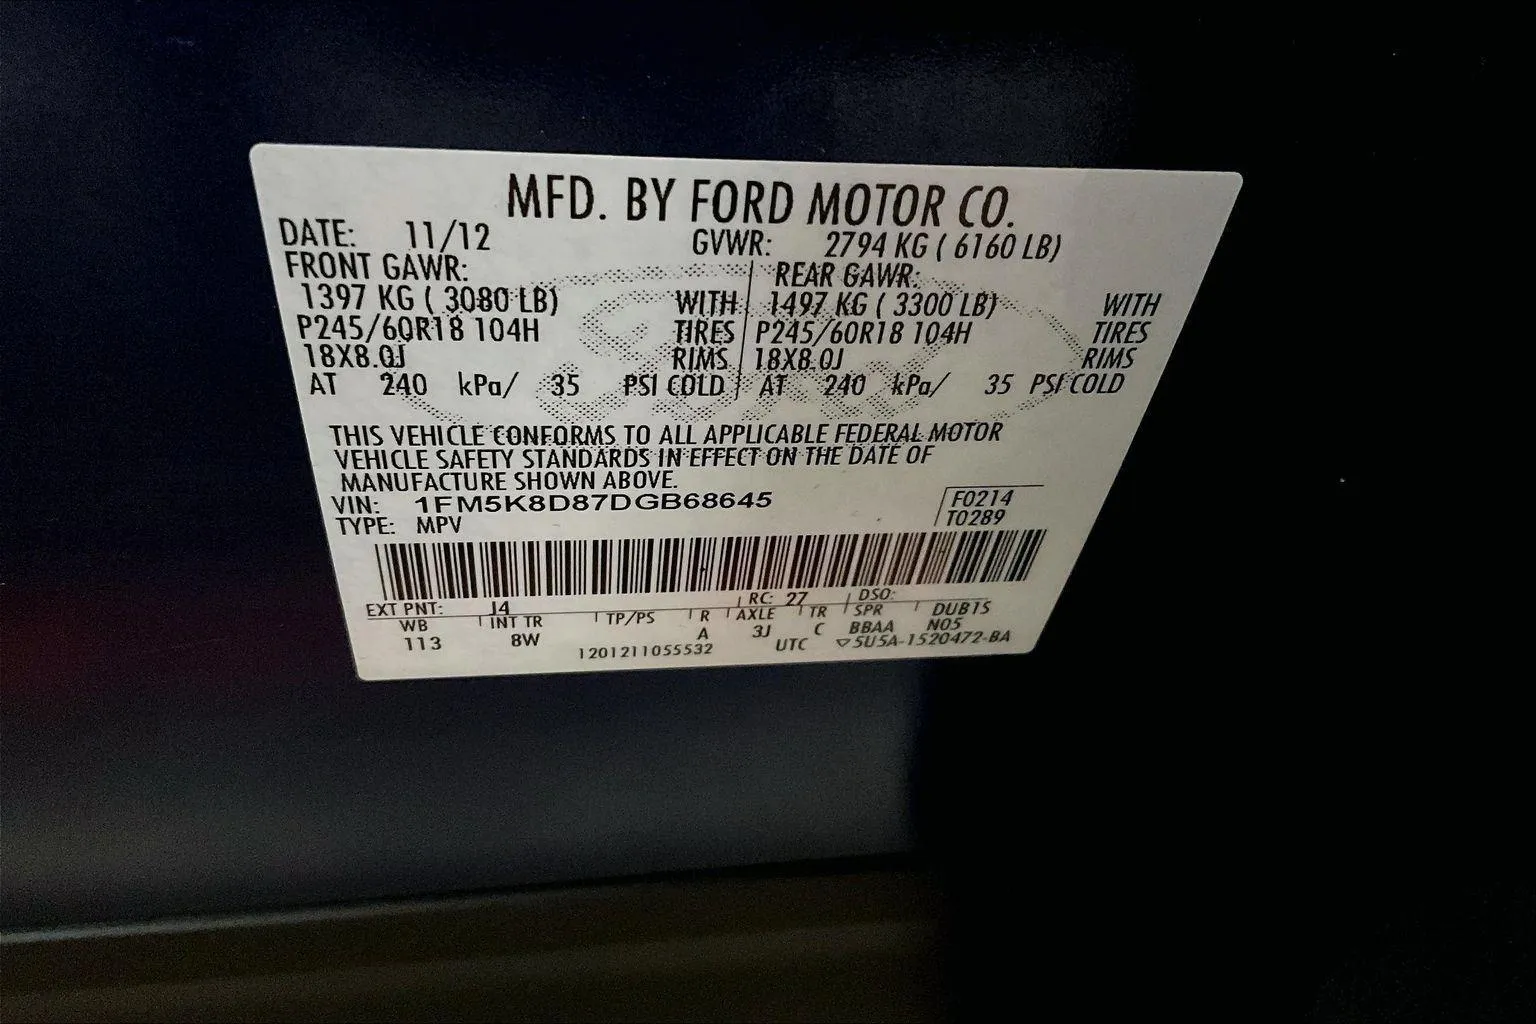 MFD. BY FORD MOTOR CO.
DATE: 11/12 GVWR: 2794 KG ( 6160 LB)
FRONT GAWR: REAR GAWR:
1397 KG ( 3080 LB) WITH 1497 KG ( 3300 LB) WITH
P245/60R18 104H TIRES P245/60R18 104H TIRES
18X8.0J RIMS 18X8.0J RIMS
AT 240 kPa/ 35 PSI COLD AT 240 kPa/ 35 PSI COLD
THIS VEHICLE CONFORMS TO ALL APPLICABLE FEDERAL MOTOR
VEHICLE SAFETY STANDARDS IN EFFECT ON THE DATE OF
MANUFACTURE SHOWN ABOVE.
VIN: 1FM5K8D87DGB68645 F0214
TYPE: MPV T0289
EXT PNT: J4 RC: 27 DSO:
WB INT TR TP/PS R AXLE TR SPR DUB15
113 8W A 3J C BBAA N05
1201211055532 UTC ▽5U5A-1520472-BA